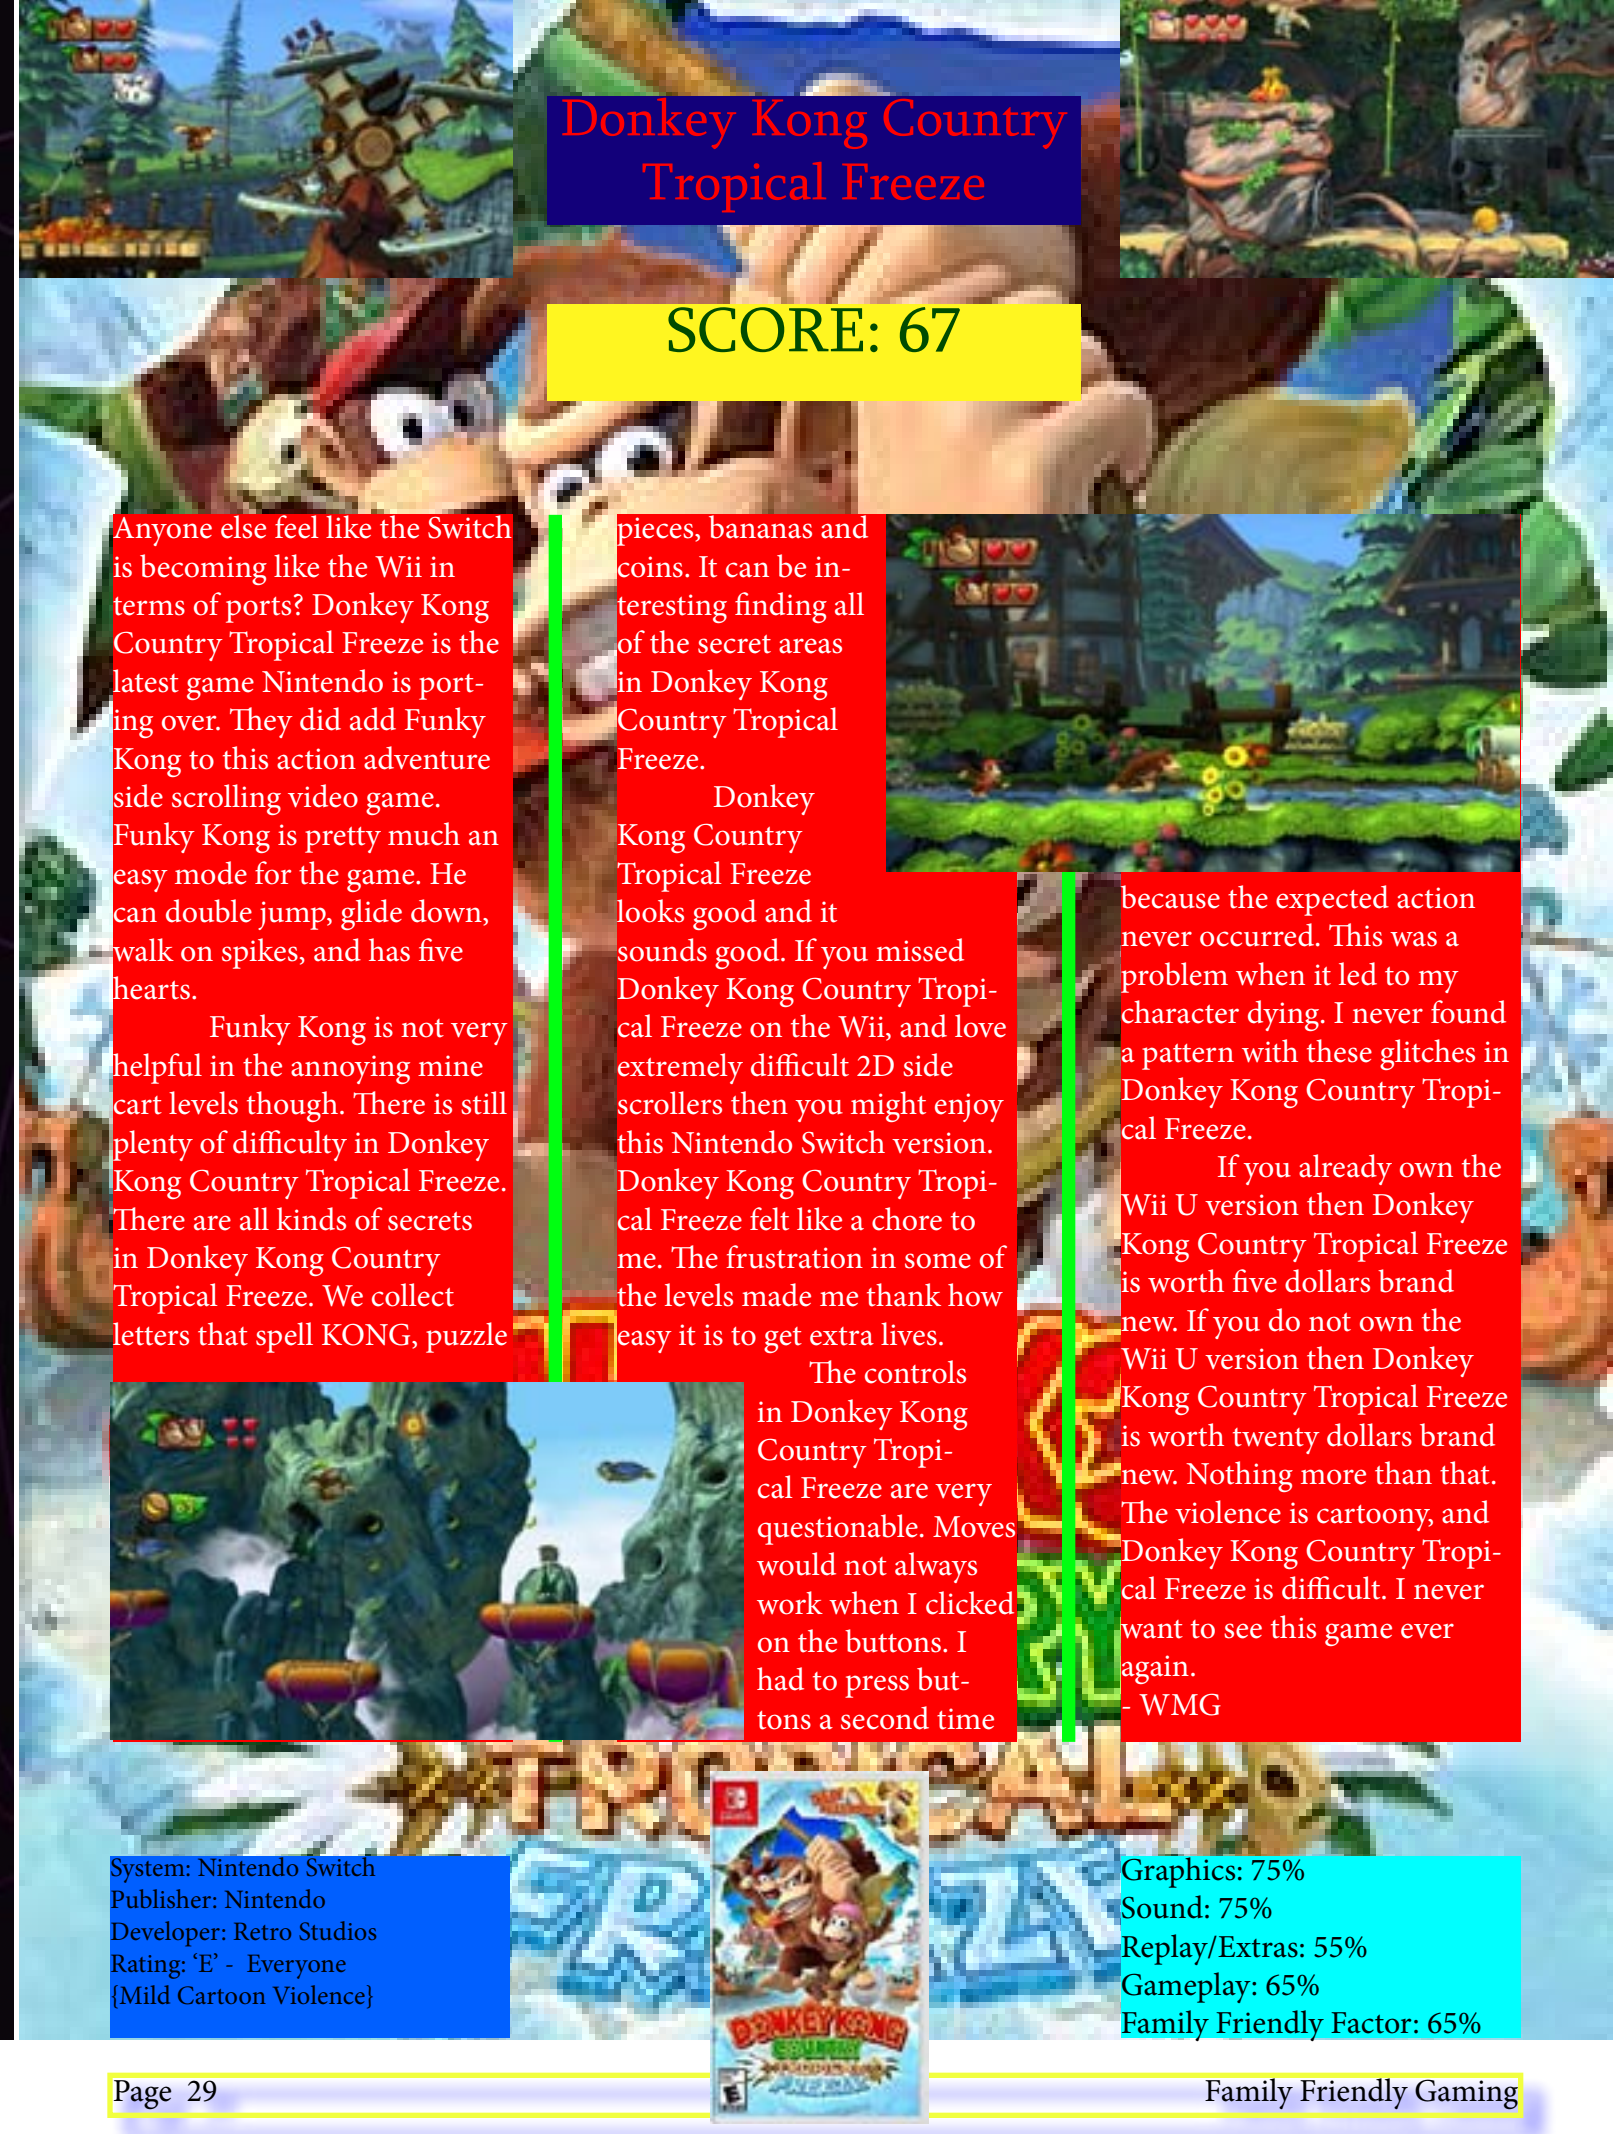 Donkey Kong Country
Tropical Freeze
SCORE: 67
Anyone else feel like the Switch
is becoming like the Wii in
terms of ports? Donkey Kong
Country Tropical Freeze is the
latest game Nintendo is port-
ing over. They did add Funky
Kong to this action adventure
side scrolling video game.
Funky Kong is pretty much an
easy mode for the game. He
can double jump, glide down,
walk on spikes, and has five
hearts.
Funky Kong is not very
helpful in the annoying mine
cart levels though. There is still
plenty of difficulty in Donkey
Kong Country Tropical Freeze.
There are all kinds of secrets
in Donkey Kong Country
Tropical Freeze. We collect
letters that spell KONG, puzzle
pieces, bananas and
coins. It can be in-
teresting finding all
of the secret areas
in Donkey Kong
Country Tropical
Freeze.
Donkey
Kong Country
Tropical Freeze
looks good and it
sounds good. If you missed
Donkey Kong Country Tropi-
cal Freeze on the Wii, and love
extremely difficult 2D side
scrollers then you might enjoy
this Nintendo Switch version.
Donkey Kong Country Tropi-
cal Freeze felt like a chore to
me. The frustration in some of
the levels made me thank how
easy it is to get extra lives.
The controls
in Donkey Kong
Country Tropi-
cal Freeze are very
questionable. Moves
would not always
work when I clicked
on the buttons. I
had to press but-
tons a second time
because the expected action
never occurred. This was a
problem when it led to my
character dying. I never found
a pattern with these glitches in
Donkey Kong Country Tropi-
cal Freeze.
If you already own the
Wii U version then Donkey
Kong Country Tropical Freeze
is worth five dollars brand
new. If you do not own the
Wii U version then Donkey
Kong Country Tropical Freeze
is worth twenty dollars brand
new. Nothing more than that.
The violence is cartoony, and
Donkey Kong Country Tropi-
cal Freeze is difficult. I never
want to see this game ever
again.
- WMG
TROPICAL
System: Nintendo Switch
Publisher: Nintendo
Developer: Retro Studios
Rating: ‘E’ - Everyone
{Mild Cartoon Violence}
DONKEY KONG
COUNTRY
TROPICAL
FREEZE
E
Graphics: 75%
Sound: 75%
Replay/Extras: 55%
Gameplay: 65%
Family Friendly Factor: 65%
Page 29
Family Friendly Gaming